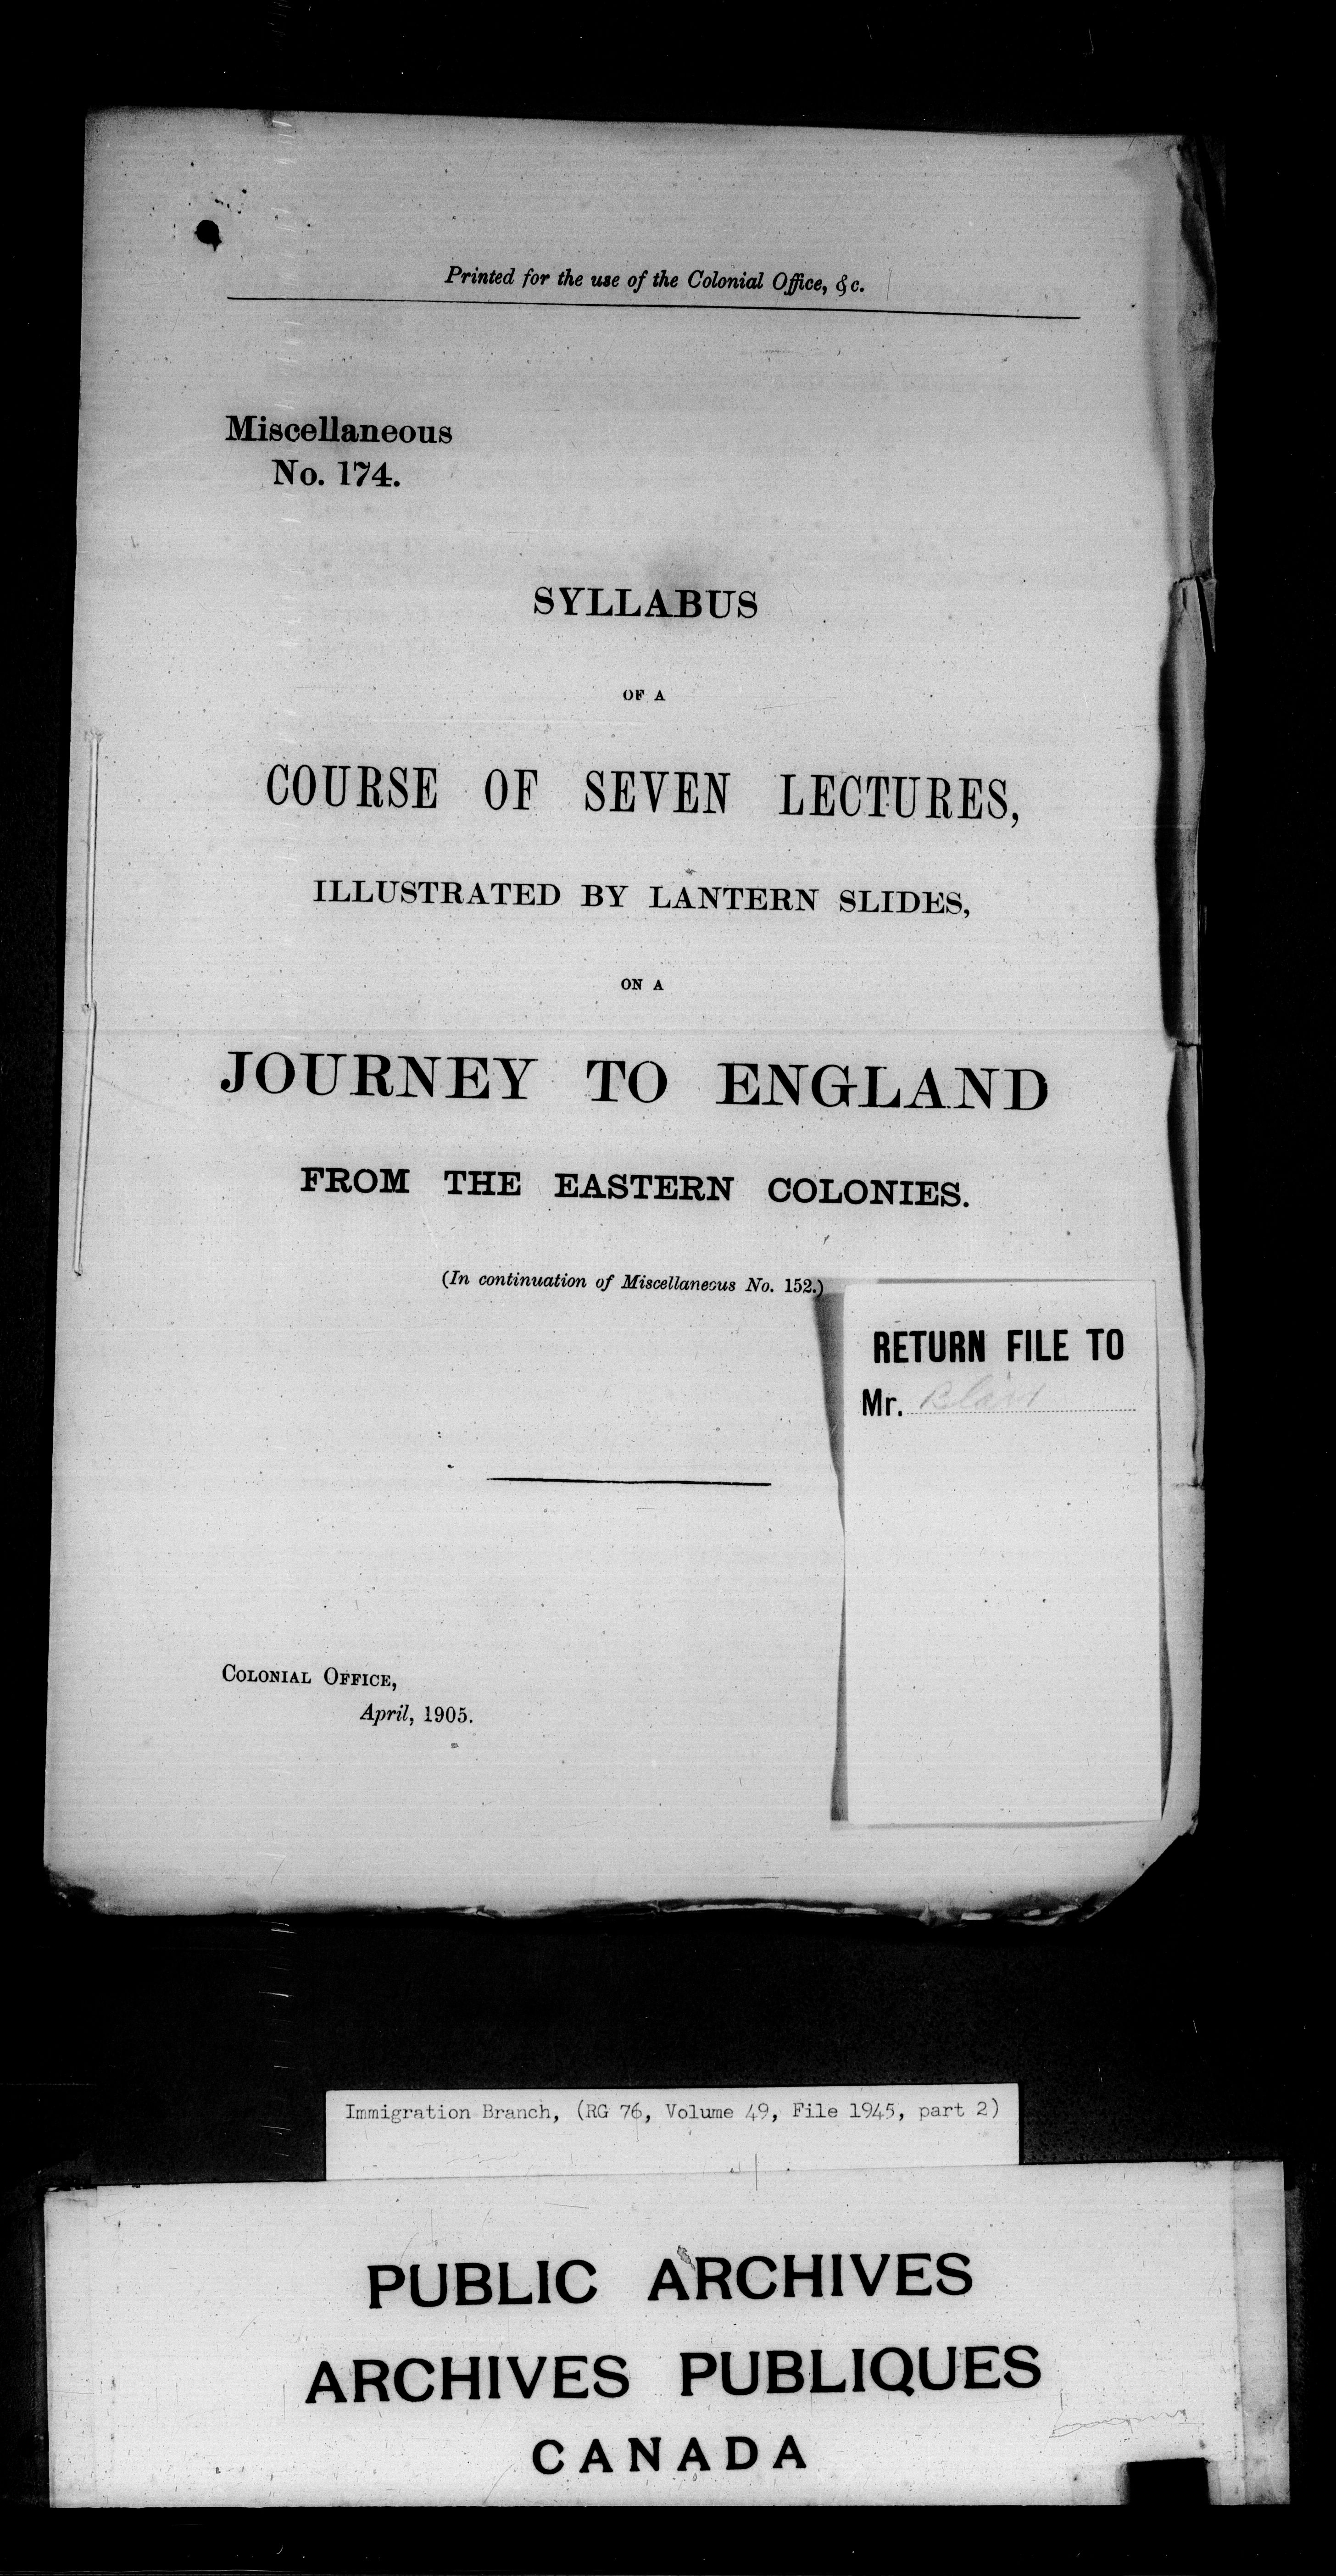 Printed for the use of the Colonial Office, &c.
Miscellaneous
No. 174.
SYLLABUS
OF A
COURSE OF SEVEN LECTURES,
ILLUSTRATED BY LANTERN SLIDES,
ON A
JOURNEY TO ENGLAND
FROM THE EASTERN COLONIES.
(In continuation of Miscellaneous No. 152.)
RETURN FILE TO
Mr. Blair
COLONIAL OFFICE,
April, 1905.
Immigration Branch, (RG 76, Volume 49, File 1945, part 2)
PUBLIC ARCHIVES
ARCHIVES PUBLIQUES
CANADA